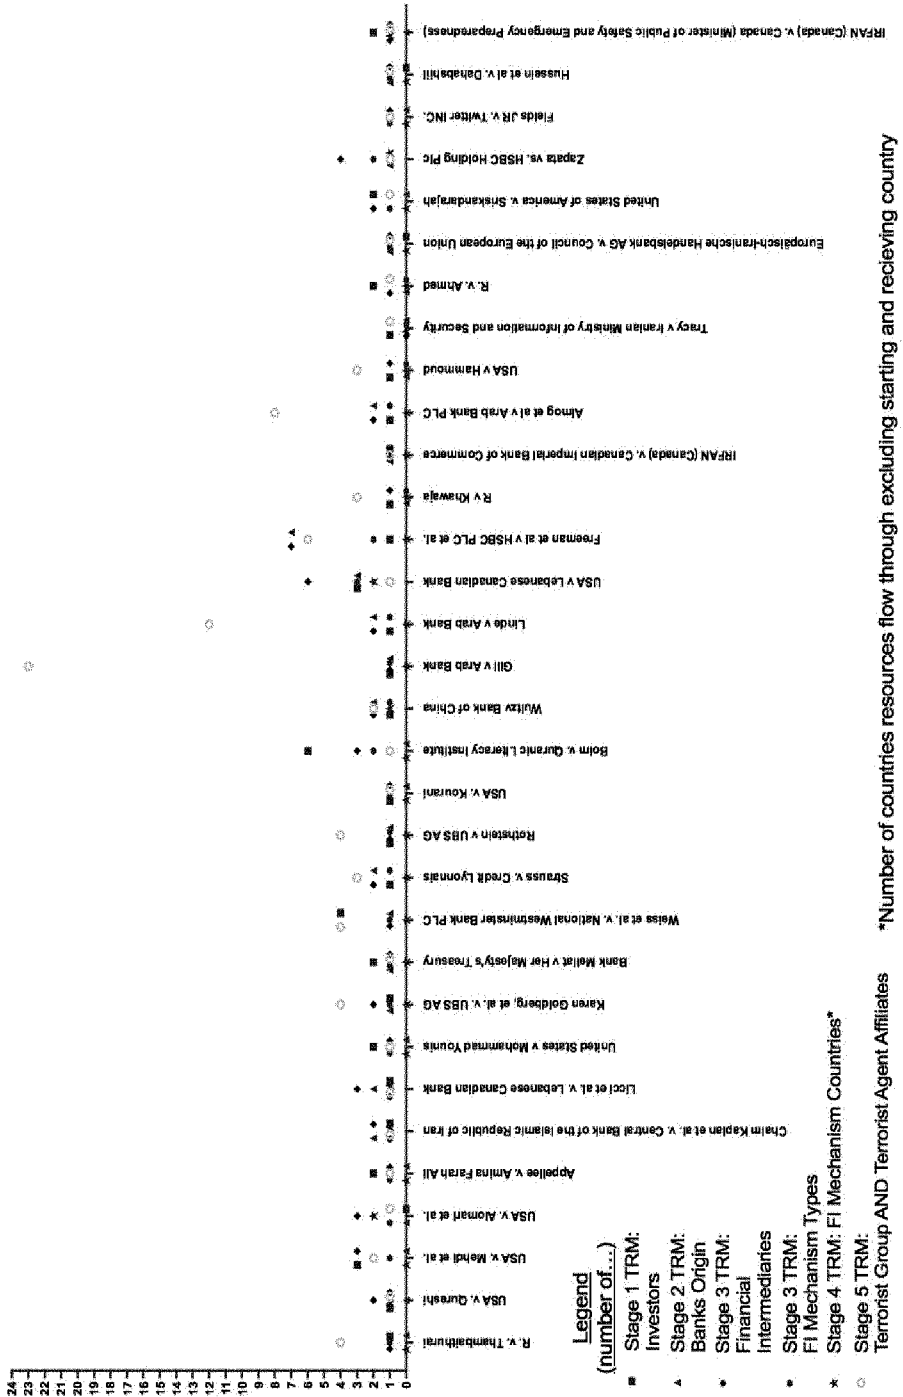 24
23
22
21
20
19
18
17
16
15
14
13
12
11
10
9
8
7
6
5
4
3
2
1
0
R. v. Thambaithurai
USA v. Qureshi
USA v. Mehdi et al.
USA v. Alomari et al.
Appellee v. Amina Farah Ali
Chaim Kaplan et al. v. Central Bank of the Islamic Republic of Iran
Licci et al. v. Lebanese Canadian Bank
United States v Mohammad Younis
Karen Goldberg, et al. v. UBS AG
Bank Mellat v Her Majesty's Treasury
Weiss et al. v. National Westminster Bank PLC
Strauss v. Credit Lyonnais
Rothstein v UBS AG
USA v. Kourani
Boim v. Quranic Literacy Institute
Wultzv Bank of China
Gill v Arab Bank
Linde v Arab Bank
USA v Lebanese Canadian Bank
Freeman et al v HSBC PLC et al.
R v Khawaja
IRFAN (Canada) v. Canadian Imperial Bank of Commerce
Almog et al v Arab Bank PLC
USA v Hammoud
Tracy v Iranian Ministry of Information and Security
R. v. Ahmed
Europäisch-Iranische Handelsbank AG v. Council of the European Union
United States of America v. Sriskandarajah
Zapata vs. HSBC Holding Plc
Fields JR v. Twitter INC.
Hussein et al v. Dahabshiil
IRFAN (Canada) v. Canada (Minister of Public Safety and Emergency Preparedness)
Legend
(number of...)
Stage 1 TRM:
Investors
Stage 2 TRM:
Banks Origin
Stage 3 TRM:
Financial
Intermediaries
Stage 3 TRM:
FI Mechanism Types
Stage 4 TRM: FI Mechanism Countries*
Stage 5 TRM:
Terrorist Group AND Terrorist Agent Affiliates
*Number of countries resources flow through excluding starting and recieving country